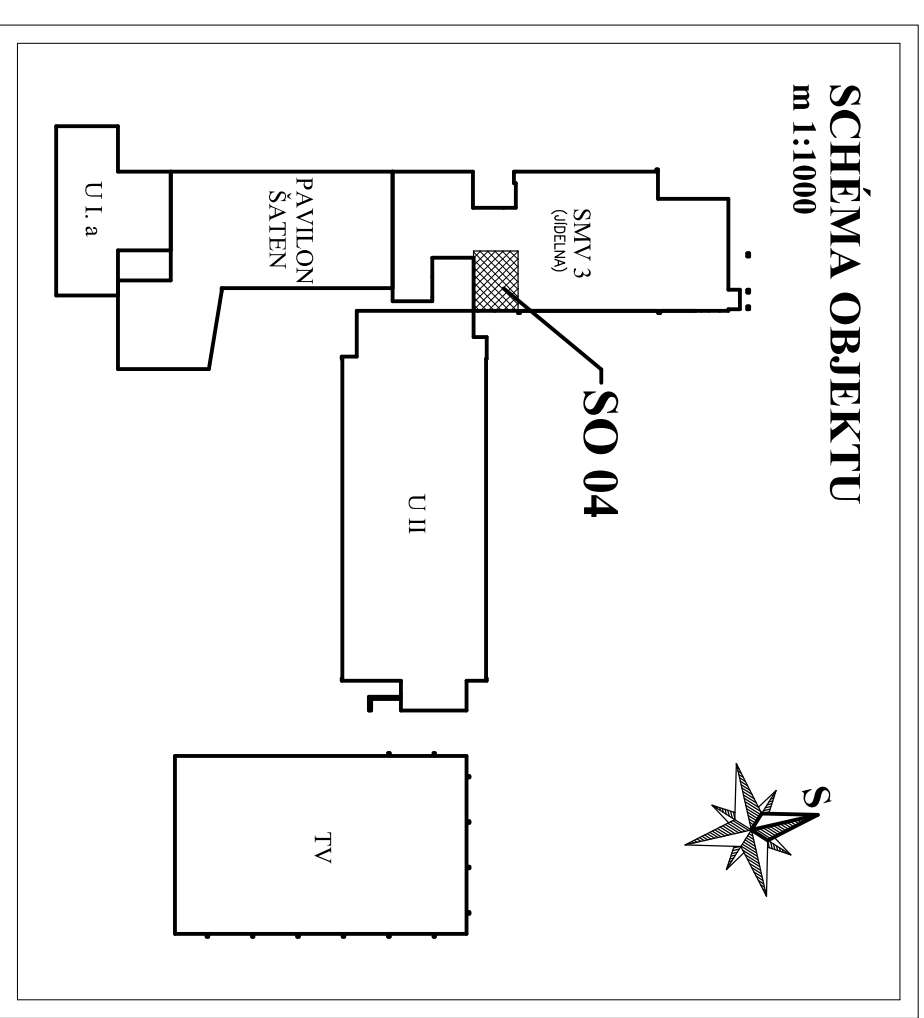 SCHÉMA OBJEKTU
m 1:1000
S
SMV 3
(JÍDELNA)
SO 04
PAVILON
ŠATEN
U I. a
U II
TV